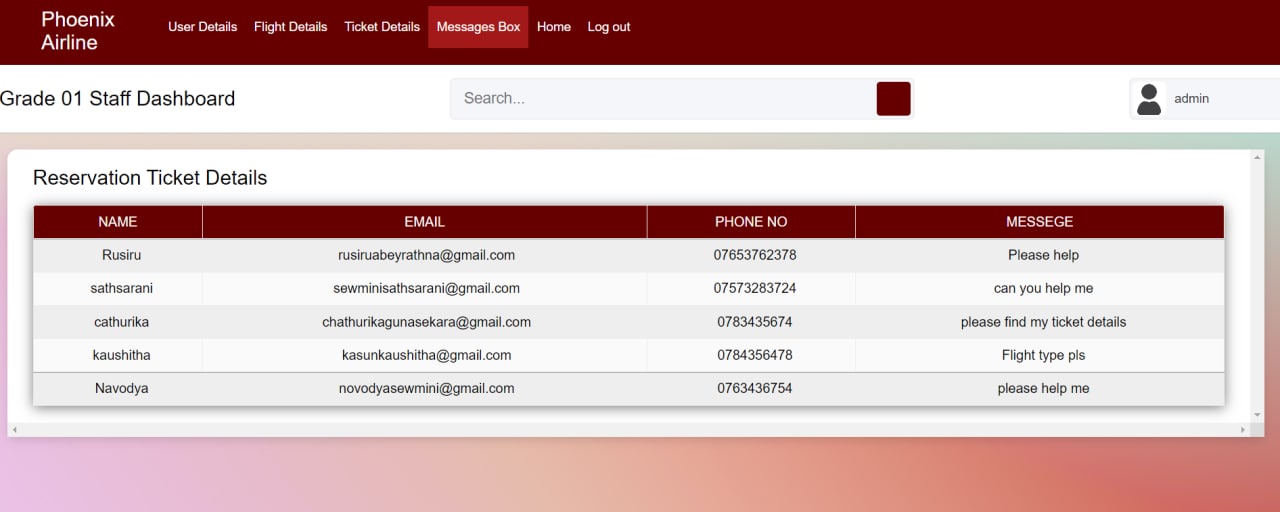 Phoenix
Airline
User Details Flight Details Ticket Details Messages Box Home Log out
Grade 01 Staff Dashboard
Search...
admin
Reservation Ticket Details
NAME EMAIL PHONE NO MESSEGE
Rusiru rusiruabeyrathna@gmail.com 07653762378 Please help
sathsarani sewminisathsarani@gmail.com 07573283724 can you help me
cathurika chathurikagunasekara@gmail.com 0783435674 please find my ticket details
kaushitha kasunkaushitha@gmail.com 0784356478 Flight type pls
Navodya novodyasewmini@gmail.com 0763436754 please help me